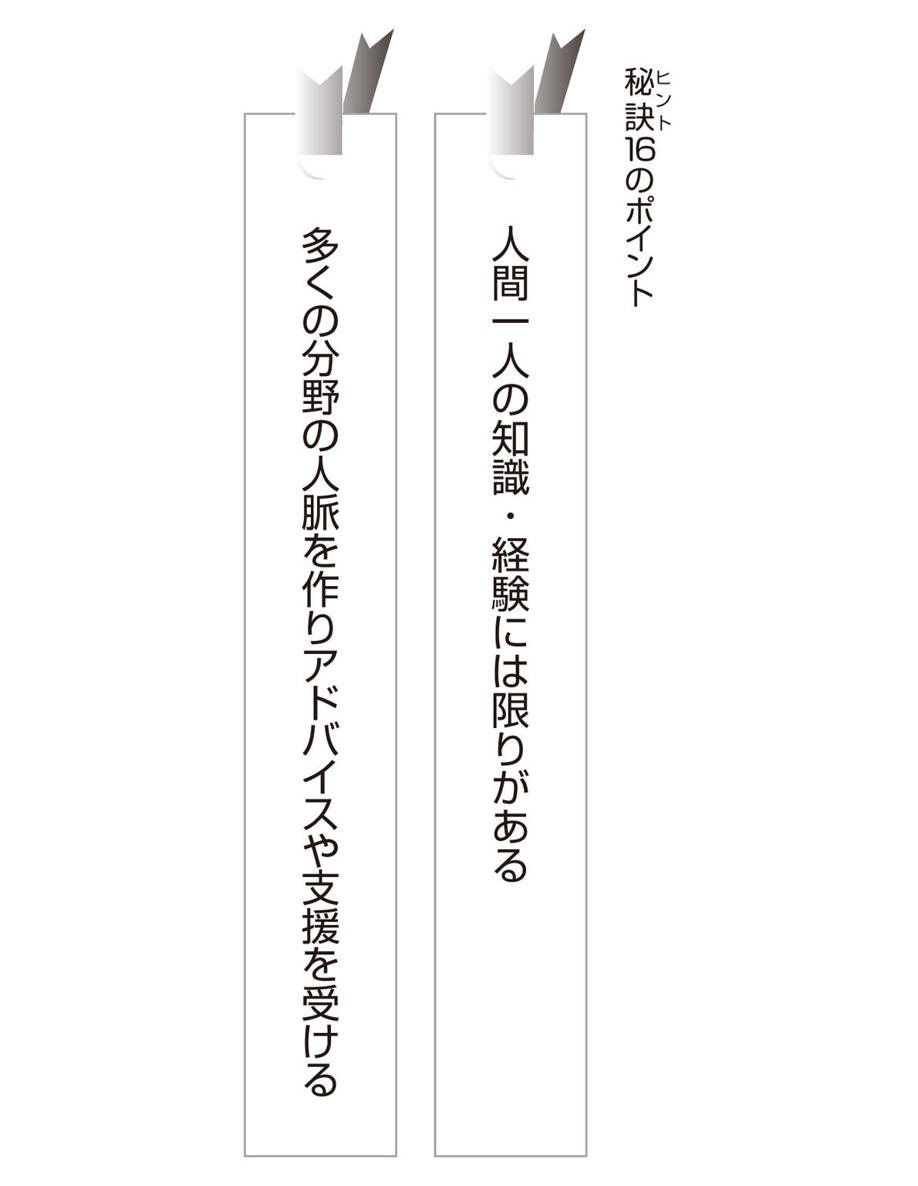 秘訣16のポイント
ヒント
人間一人の知識・経験には限りがある
多くの分野の人脈を作りアドバイスや支援を受ける